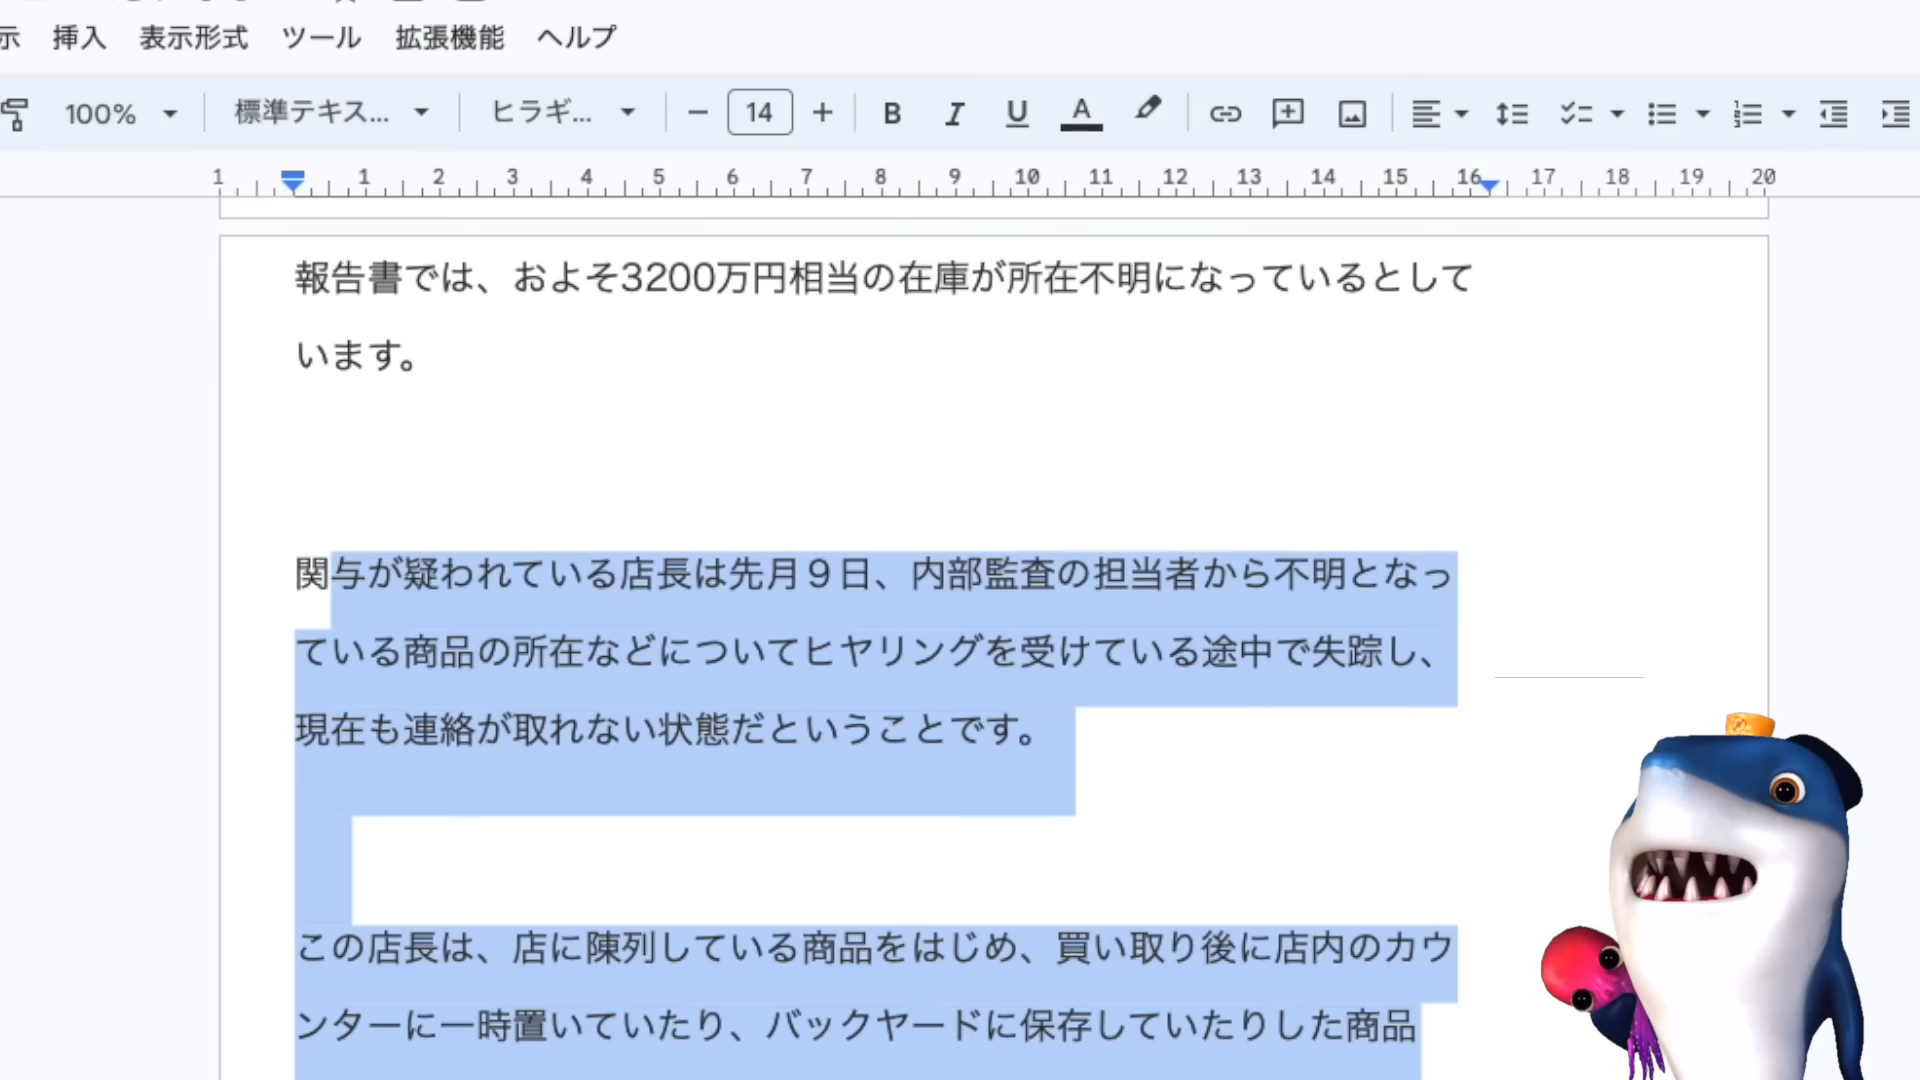 示 挿入 表示形式 ツール 拡張機能 ヘルプ
100% 標準テキス... ヒラギ... 14 B I U A
1 1 2 3 4 5 6 7 8 9 10 11 12 13 14 15 16 17 18 19 20
報告書では、およそ3200万円相当の在庫が所在不明になっているとして
います。
関与が疑われている店長は先月９日、内部監査の担当者から不明となっ
ている商品の所在などについてヒヤリングを受けている途中で失踪し、
現在も連絡が取れない状態だということです。
この店長は、店に陳列している商品をはじめ、買い取り後に店内のカウ
ンターに一時置いていたり、バックヤードに保存していたりした商品